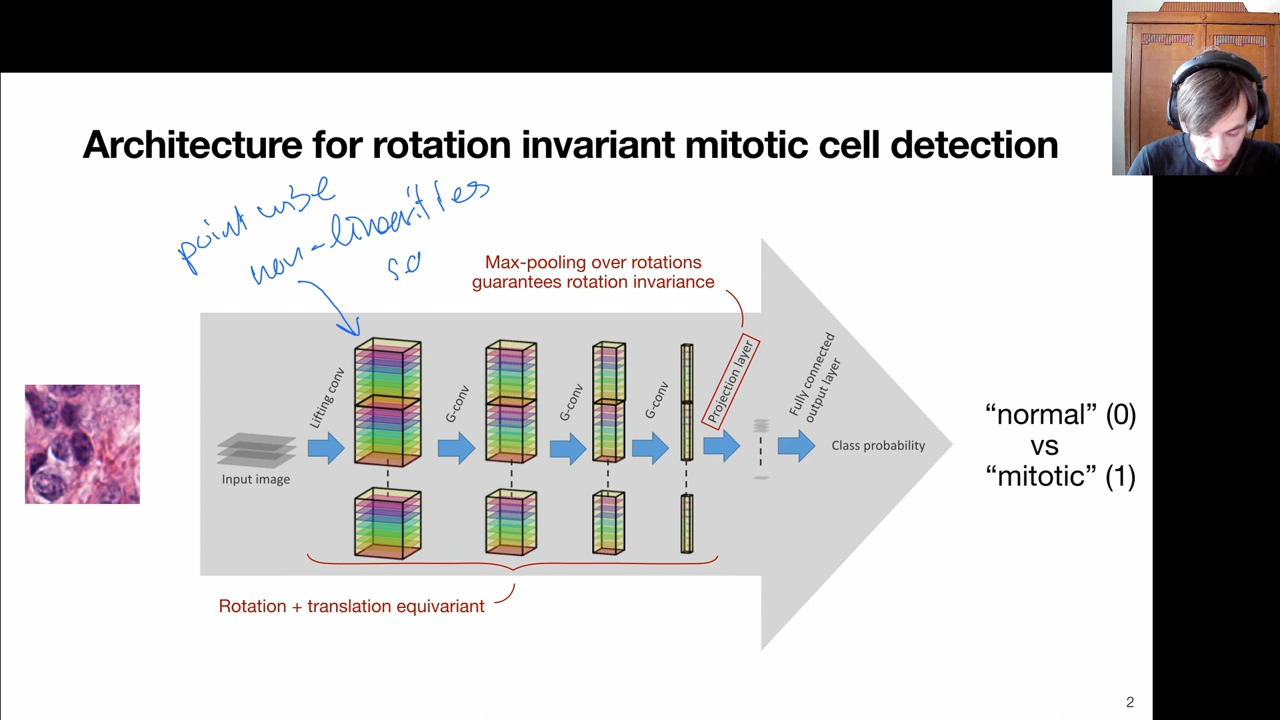 Architecture for rotation invariant mitotic cell detection
point wise
non-linearities
Max-pooling over rotations
guarantees rotation invariance
Lifting conv
G-conv
G-conv
G-conv
Projection layer
Fully connected
output layer
Input image
Class probability
“normal” (0)
vs
“mitotic” (1)
Rotation + translation equivariant
2